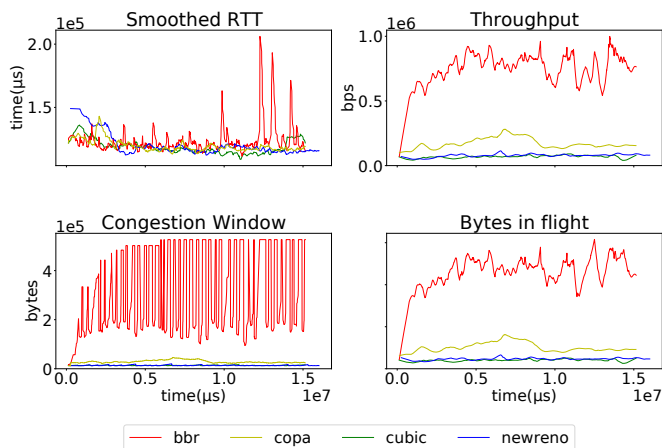 Smoothed RTT
1e5
time(μs)
2.0
1.5
Throughput
1e6
bps
1.0
0.5
0.0
Congestion Window
1e5
bytes
4
2
0
0.0 0.5 1.0 1.5
time(μs) 1e7
Bytes in flight
0.0 0.5 1.0 1.5
time(μs) 1e7
bbr copa cubic newreno